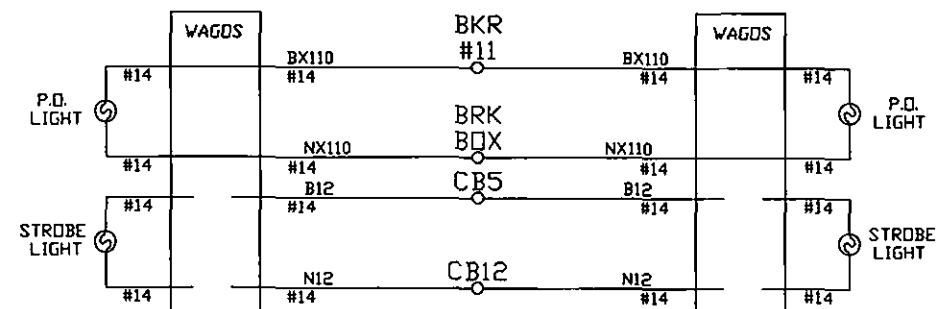 WAGOS BKR WAGOS
#11
#14 BX110 BX110 #14
#14 #14
P.O. P.O.
LIGHT LIGHT
BRK
BOX
#14 NX110 NX110 #14
#14 #14
CB5
#14 B12 B12 #14
#14 #14
STROBE STROBE
LIGHT LIGHT
CB12
#14 N12 N12 #14
#14 #14